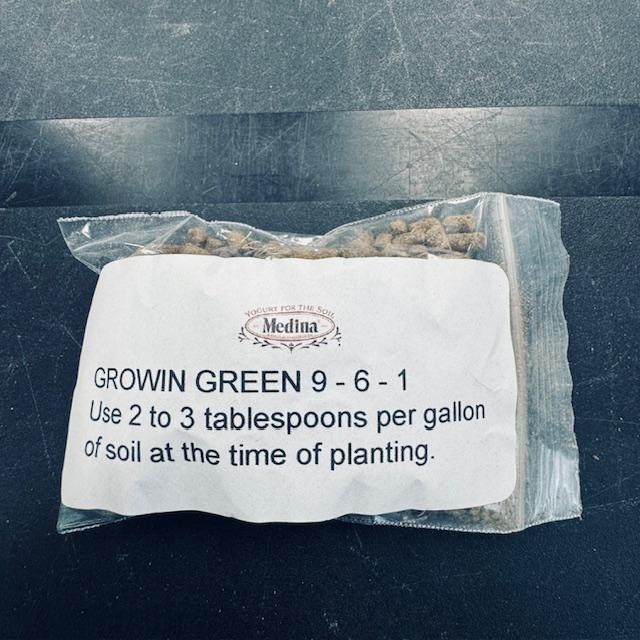 YOGURT FOR THE SOIL
Medina
GROWIN GREEN 9 - 6 - 1
Use 2 to 3 tablespoons per gallon
of soil at the time of planting.